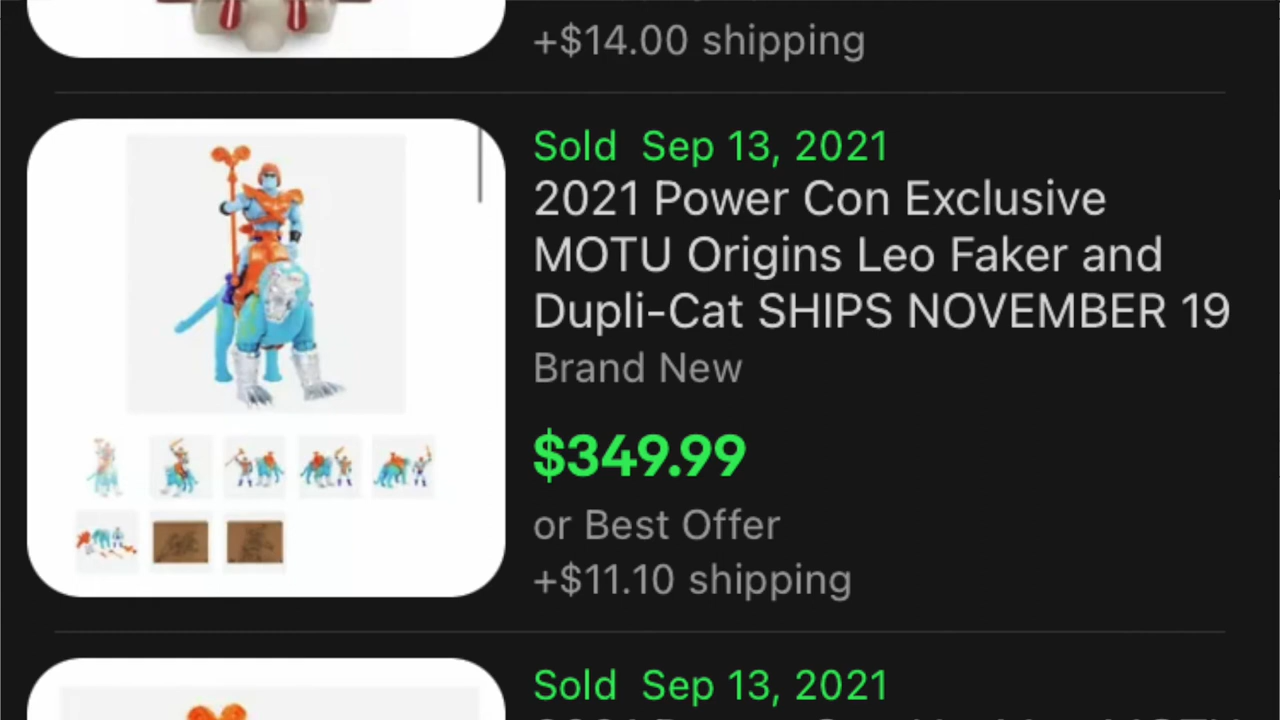 +$14.00 shipping
Sold Sep 13, 2021
2021 Power Con Exclusive
MOTU Origins Leo Faker and
Dupli-Cat SHIPS NOVEMBER 19
Brand New
$349.99
or Best Offer
+$11.10 shipping
Sold Sep 13, 2021